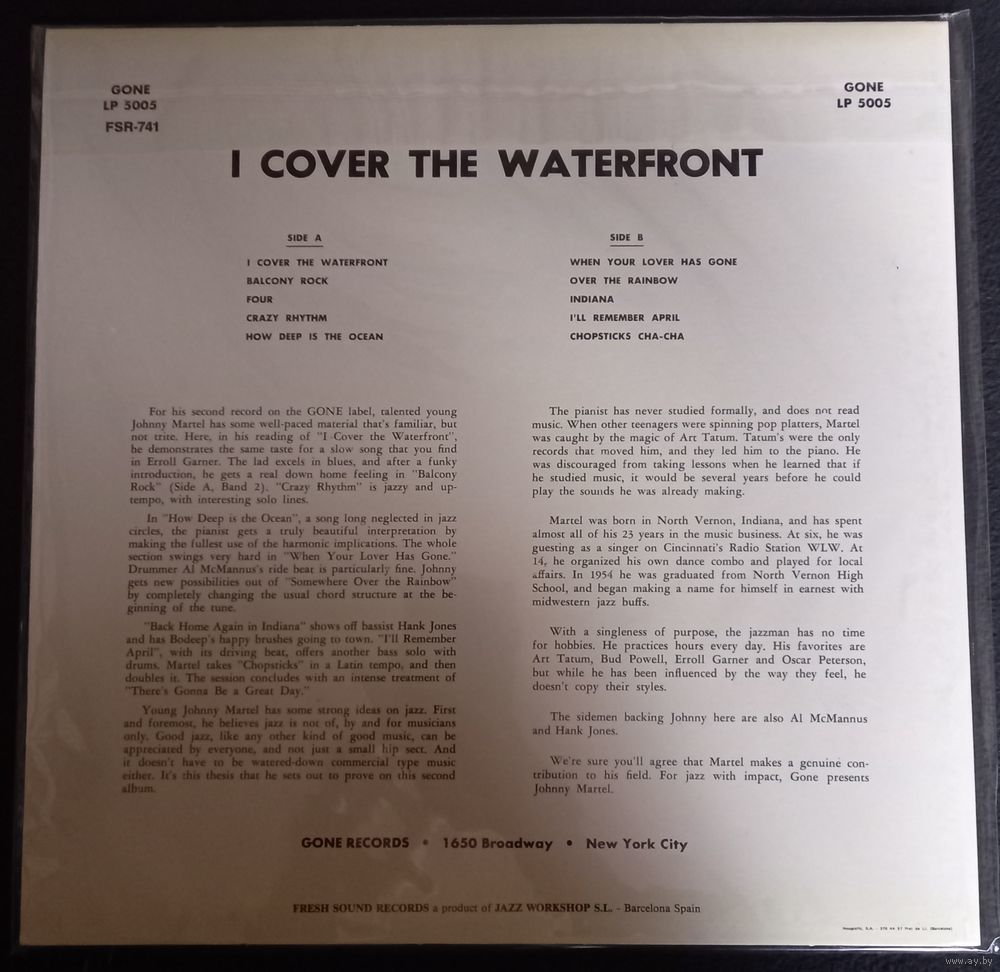 GONE
LP 5005
FSR-741
GONE
LP 5005
I COVER THE WATERFRONT
SIDE A
I COVER THE WATERFRONT
BALCONY ROCK
FOUR
CRAZY RHYTHM
HOW DEEP IS THE OCEAN
SIDE B
WHEN YOUR LOVER HAS GONE
OVER THE RAINBOW
INDIANA
I'LL REMEMBER APRIL
CHOPSTICKS CHA-CHA
For his second record on the GONE label, talented young
Johnny Martel has some well-paced material that's familiar, but
not trite. Here, in his reading of "I Cover the Waterfront",
he demonstrates the same taste for a slow song that you find
in Erroll Garner. The lad excels in blues, and after a funky
introduction, he gets a real down home feeling in "Balcony
Rock" (Side A, Band 2). "Crazy Rhythm" is jazzy and up-
tempo, with interesting solo lines.
In "How Deep is the Ocean", a song long neglected in jazz
circles, the pianist gets a truly beautiful interpretation by
making the fullest use of the harmonic implications. The whole
section swings very hard in "When Your Lover Has Gone."
Drummer Al McMannus's ride beat is particularly fine. Johnny
gets new possibilities out of "Somewhere Over the Rainbow"
by completely changing the usual chord structure at the be-
ginning of the tune.
"Back Home Again in Indiana" shows off bassist Hank Jones
and has Bodeep's happy brushes going to town. "I'll Remember
April", with its driving beat, offers another bass solo with
drums. Martel takes "Chopsticks" in a Latin tempo, and then
doubles it. The session concludes with an intense treatment of
"There's Gonna Be a Great Day."
Young Johnny Martel has some strong ideas on jazz. First
and foremost, he believes jazz is not of, by and for musicians
only. Good jazz, like any other kind of good music, can be
appreciated by everyone, and not just a small hip sect. And
it doesn't have to be watered-down commercial type music
either. It's this thesis that he sets out to prove on this second
album.
The pianist has never studied formally, and does not read
music. When other teenagers were spinning pop platters, Martel
was caught by the magic of Art Tatum. Tatum's were the only
records that moved him, and they led him to the piano. He
was discouraged from taking lessons when he learned that if
he studied music, it would be several years before he could
play the sounds he was already making.
Martel was born in North Vernon, Indiana, and has spent
almost all of his 23 years in the music business. At six, he was
guesting as a singer on Cincinnati's Radio Station WLW. At
14, he organized his own dance combo and played for local
affairs. In 1954 he was graduated from North Vernon High
School, and began making a name for himself in earnest with
midwestern jazz buffs.
With a singleness of purpose, the jazzman has no time
for hobbies. He practices hours every day. His favorites are
Art Tatum, Bud Powell, Erroll Garner and Oscar Peterson,
but while he has been influenced by the way they feel, he
doesn't copy their styles.
The sidemen backing Johnny here are also Al McMannus
and Hank Jones.
We're sure you'll agree that Martel makes a genuine con-
tribution to his field. For jazz with impact, Gone presents
Johnny Martel.
GONE RECORDS • 1650 Broadway • New York City
FRESH SOUND RECORDS a product of JAZZ WORKSHOP S.L. - Barcelona Spain
www.ay.by